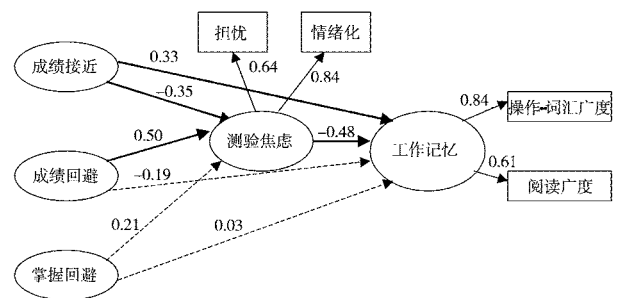 担忧
情绪化
0.33
成绩接近
0.64
0.84
−0.35
0.84
操作-词汇广度
0.50
测验焦虑
−0.48
工作记忆
成绩回避
−0.19
0.61
阅读广度
0.21
0.03
掌握回避